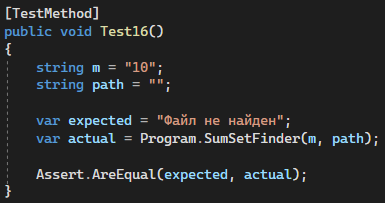 [TestMethod]
public void Test16()
{
string m = "10";
string path = "";
var expected = "Файл не найден";
var actual = Program.SumSetFinder(m, path);
Assert.AreEqual(expected, actual);
}